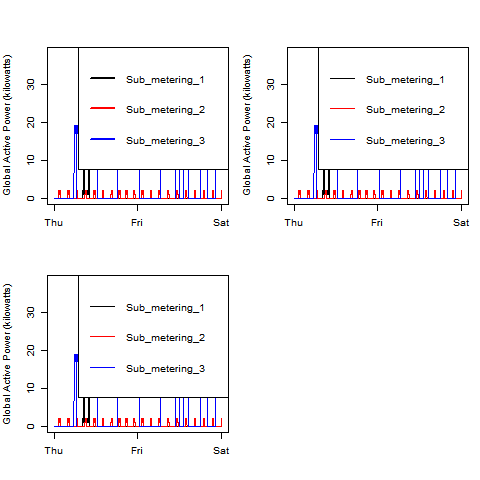 Global Active Power (kilowatts)
30
20
10
0
Sub_metering_1
Sub_metering_2
Sub_metering_3
Thu Fri Sat
Global Active Power (kilowatts)
30
20
10
0
Sub_metering_1
Sub_metering_2
Sub_metering_3
Thu Fri Sat
Global Active Power (kilowatts)
30
20
10
0
Sub_metering_1
Sub_metering_2
Sub_metering_3
Thu Fri Sat